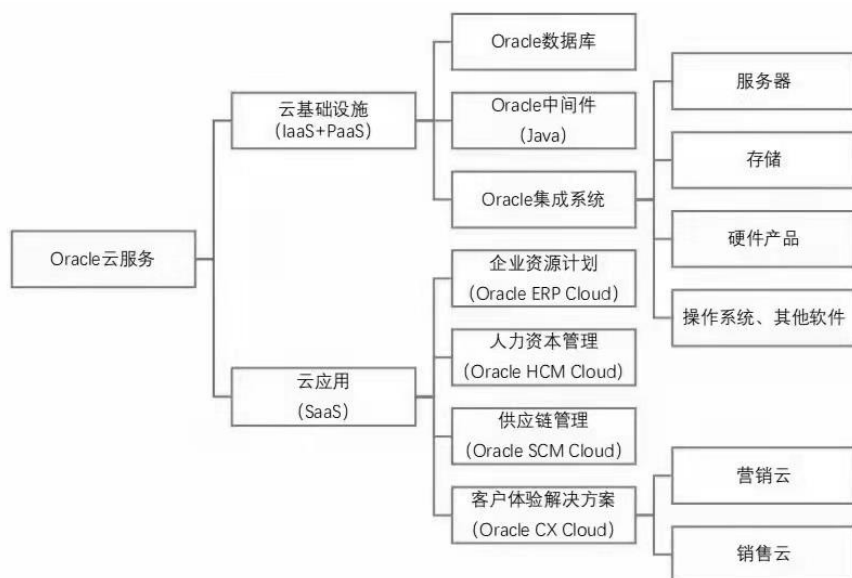 Oracle云服务
云基础设施
(IaaS+PaaS)
Oracle数据库
Oracle中间件
(Java)
Oracle集成系统
服务器
存储
硬件产品
操作系统、其他软件
云应用
(SaaS)
企业资源计划
(Oracle ERP Cloud)
人力资本管理
(Oracle HCM Cloud)
供应链管理
(Oracle SCM Cloud)
客户体验解决方案
(Oracle CX Cloud)
营销云
销售云